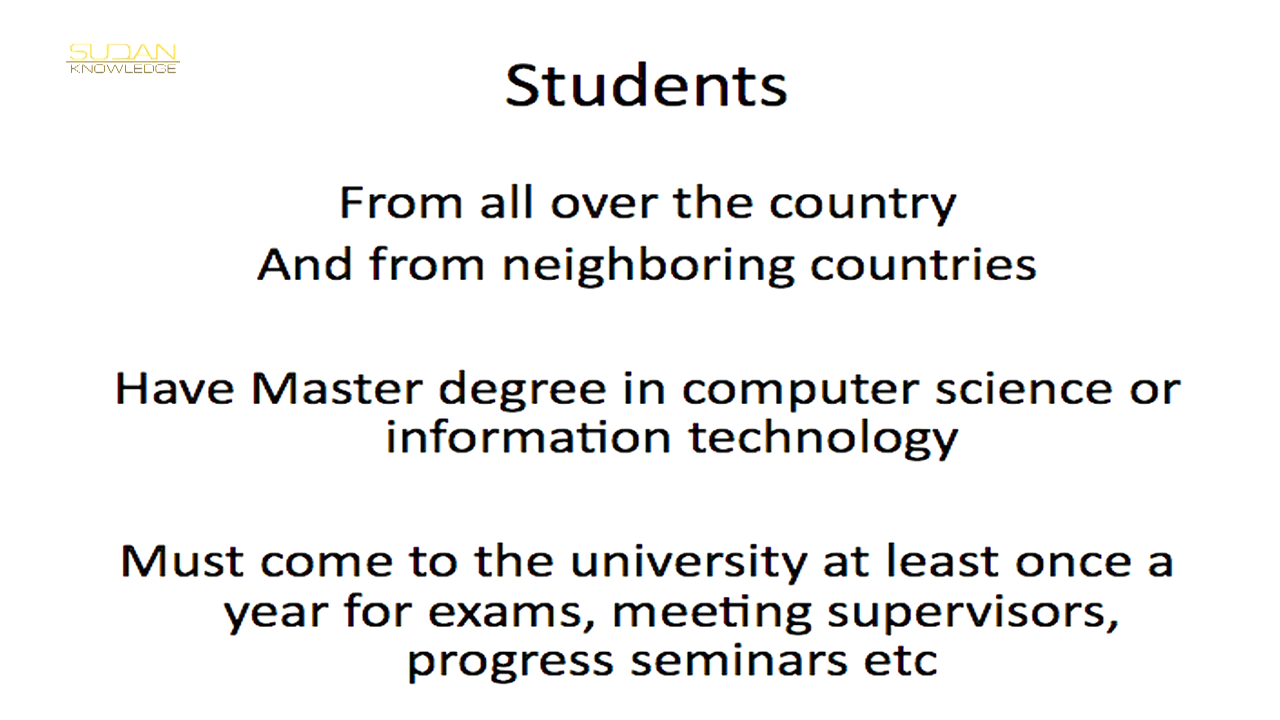 SUDAN
KNOWLEDGE
Students
From all over the country
And from neighboring countries
Have Master degree in computer science or
information technology
Must come to the university at least once a
year for exams, meeting supervisors,
progress seminars etc